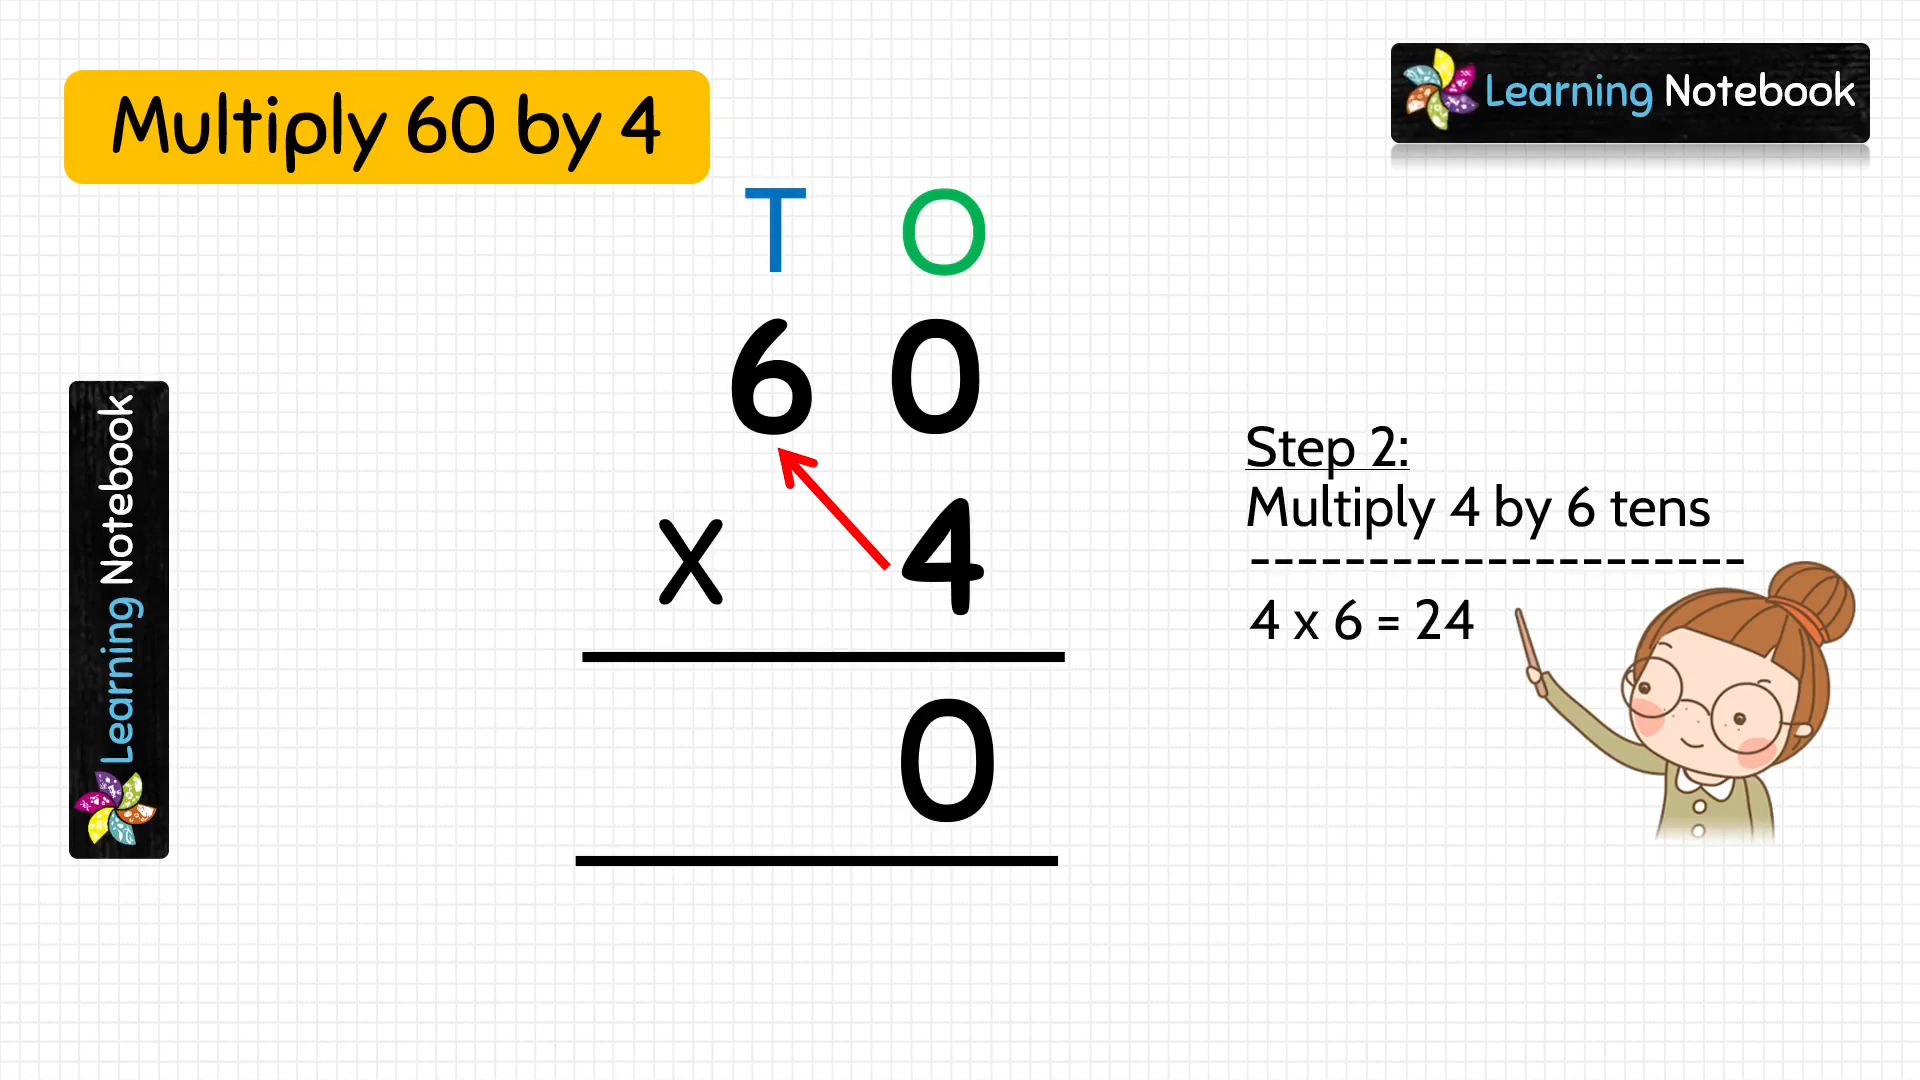 Multiply 60 by 4
Learning Notebook
T O
6 0
x 4
0
Learning Notebook
Step 2:
Multiply 4 by 6 tens
---------------------
4 x 6 = 24